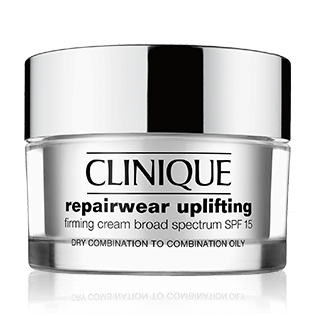 CLINIQUE
repairwear uplifting
firming cream broad spectrum SPF 15
DRY COMBINATION TO COMBINATION OILY